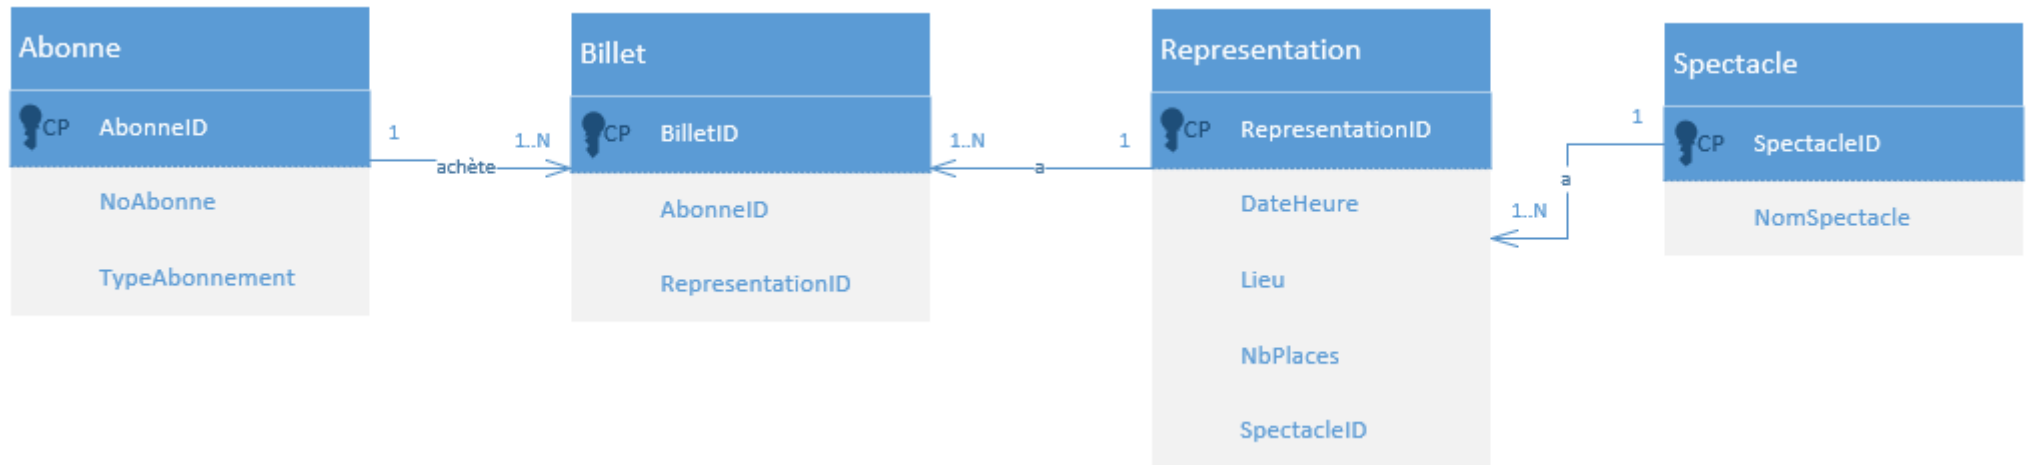 Abonne
CP AbonneID
NoAbonne
TypeAbonnement
1
achète
1..N
Billet
CP BilletID
AbonneID
RepresentationID
1..N
a
1
Representation
CP RepresentationID
DateHeure
Lieu
NbPlaces
SpectacleID
1..N
a
1
Spectacle
CP SpectacleID
NomSpectacle